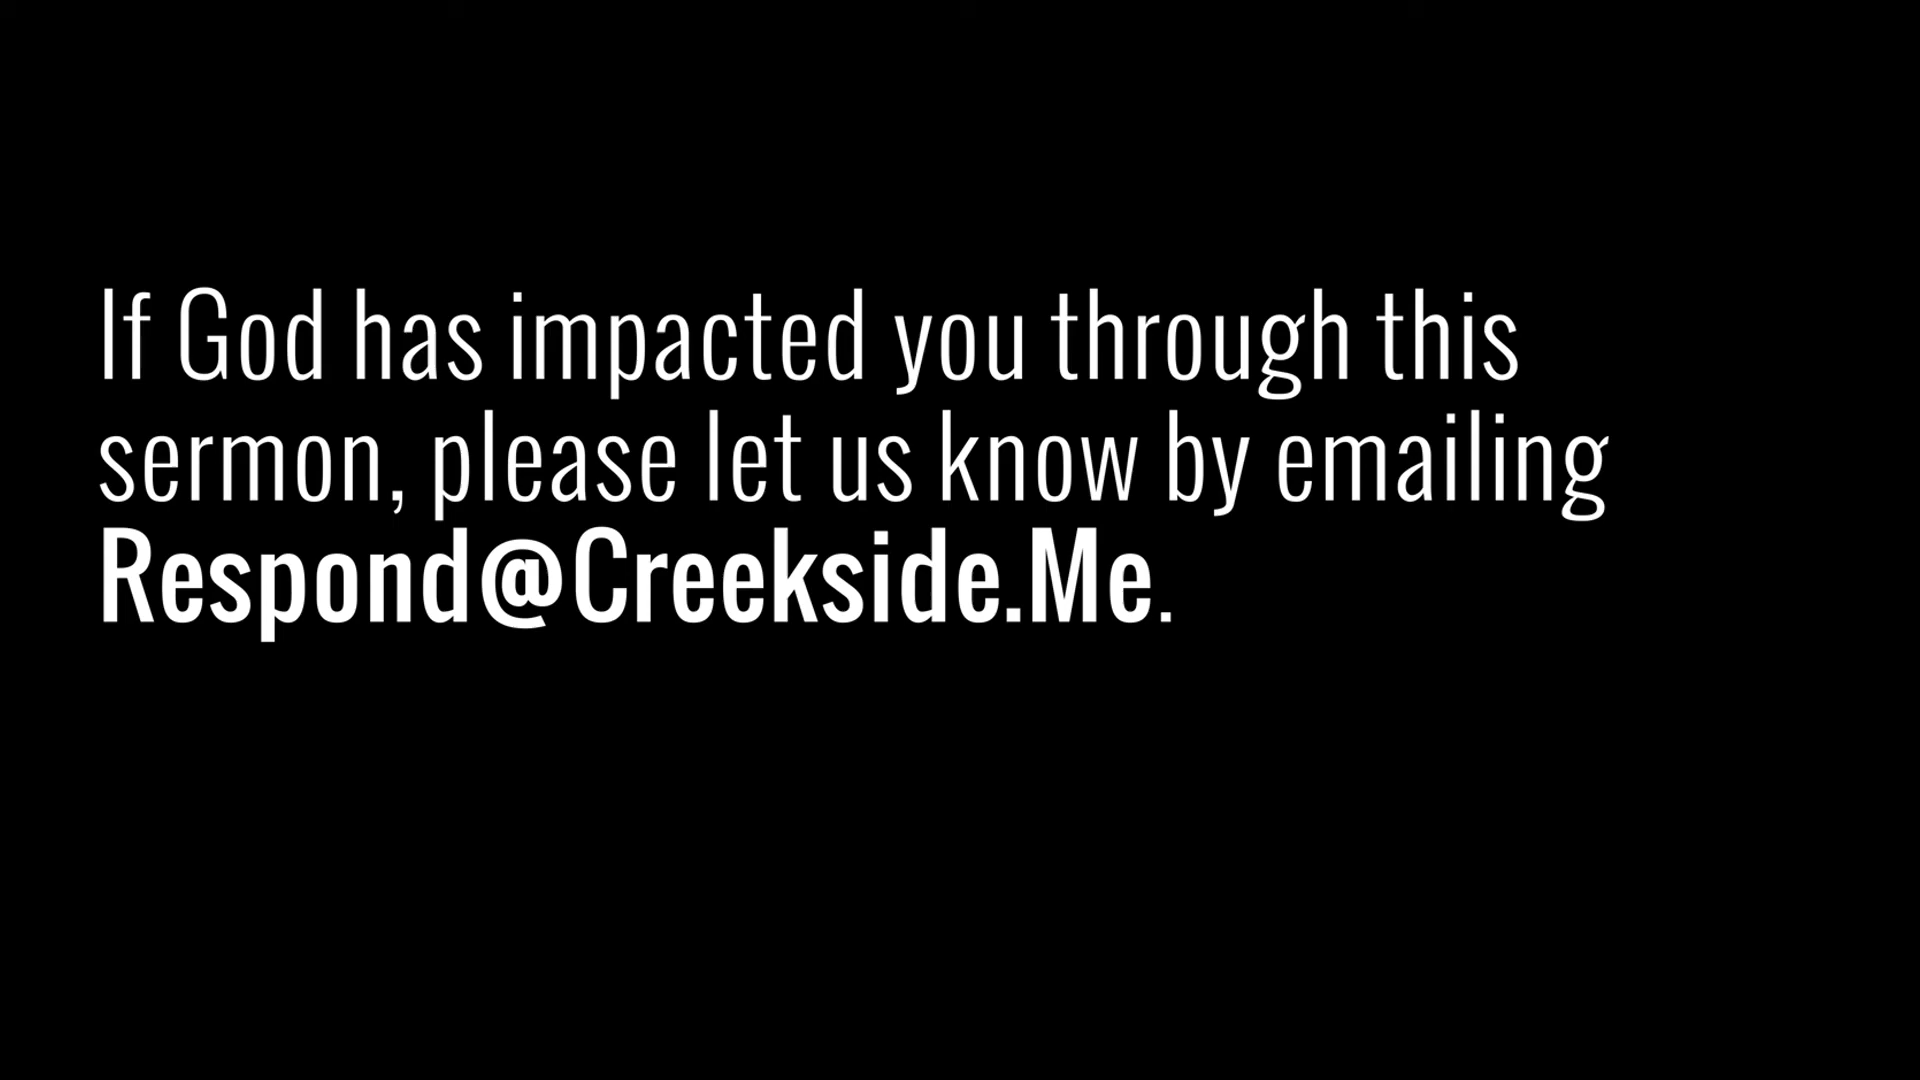 If God has impacted you through this
sermon, please let us know by emailing
Respond@Creekside.Me.